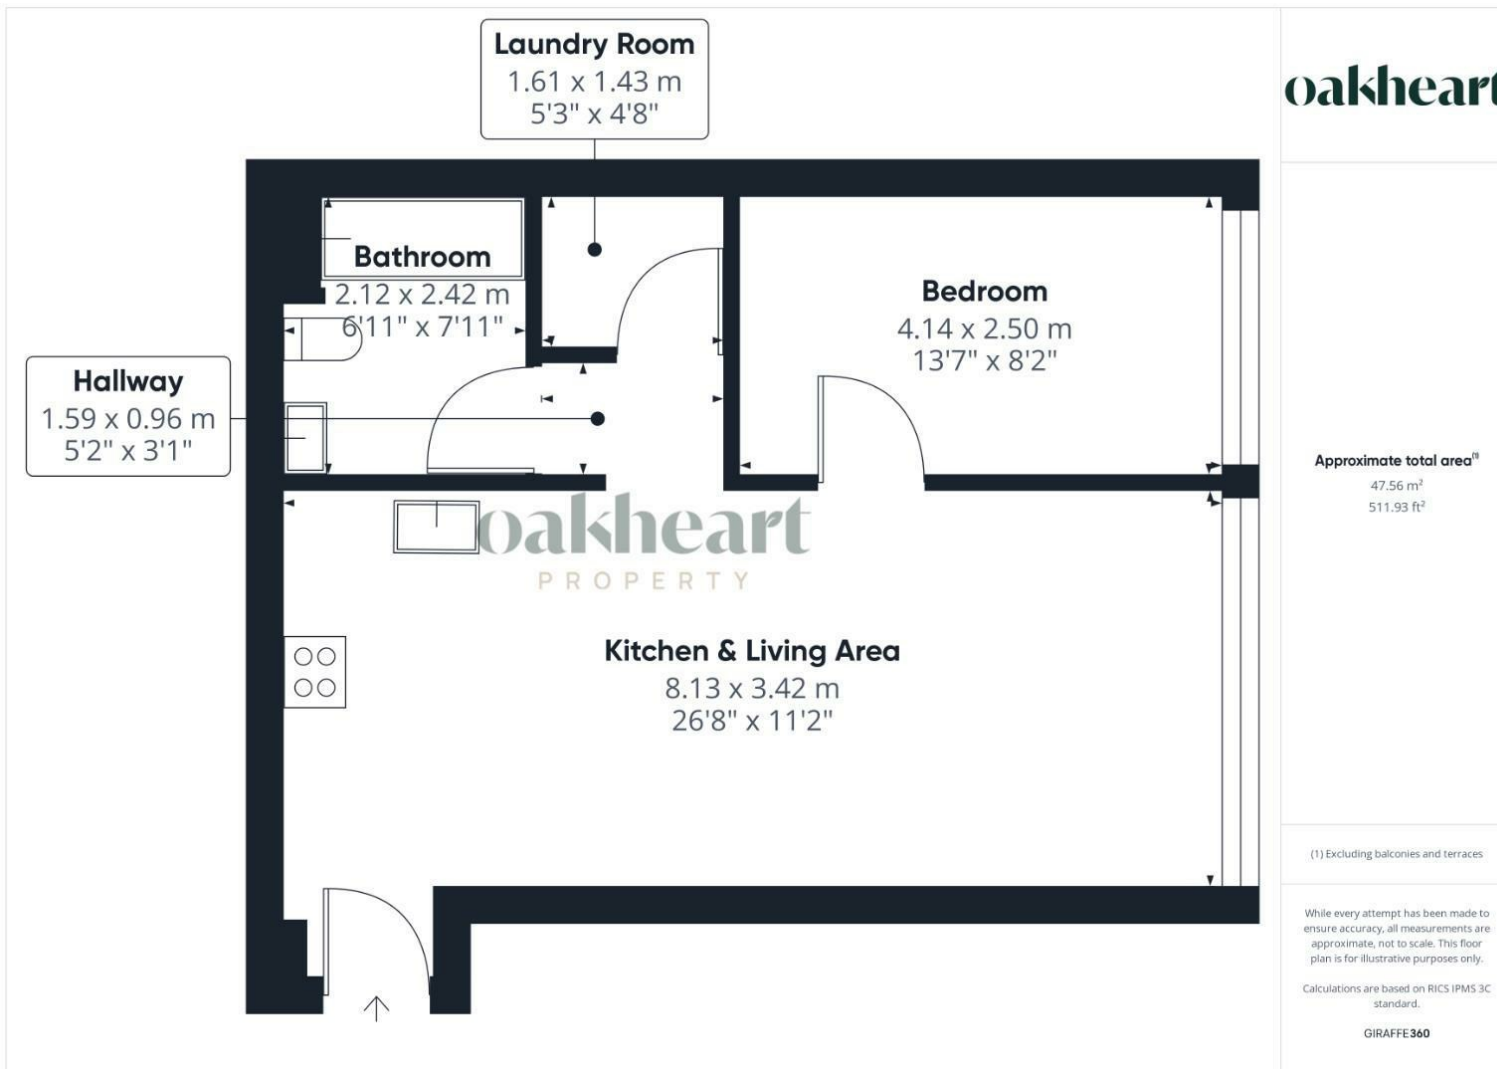 Laundry Room
1.61 x 1.43 m
5'3" x 4'8"
oakheart
Bathroom
2.12 x 2.42 m
6'11" x 7'11"
Bedroom
4.14 x 2.50 m
13'7" x 8'2"
Hallway
1.59 x 0.96 m
5'2" x 3'1"
oakheart
PROPERTY
Kitchen & Living Area
8.13 x 3.42 m
26'8" x 11'2"
Approximate total area(1)
47.56 m²
511.93 ft²
(1) Excluding balconies and terraces
While every attempt has been made to
ensure accuracy, all measurements are
approximate, not to scale. This floor
plan is for illustrative purposes only.
Calculations are based on RICS IPMS 3C
standard.
GIRAFFE360